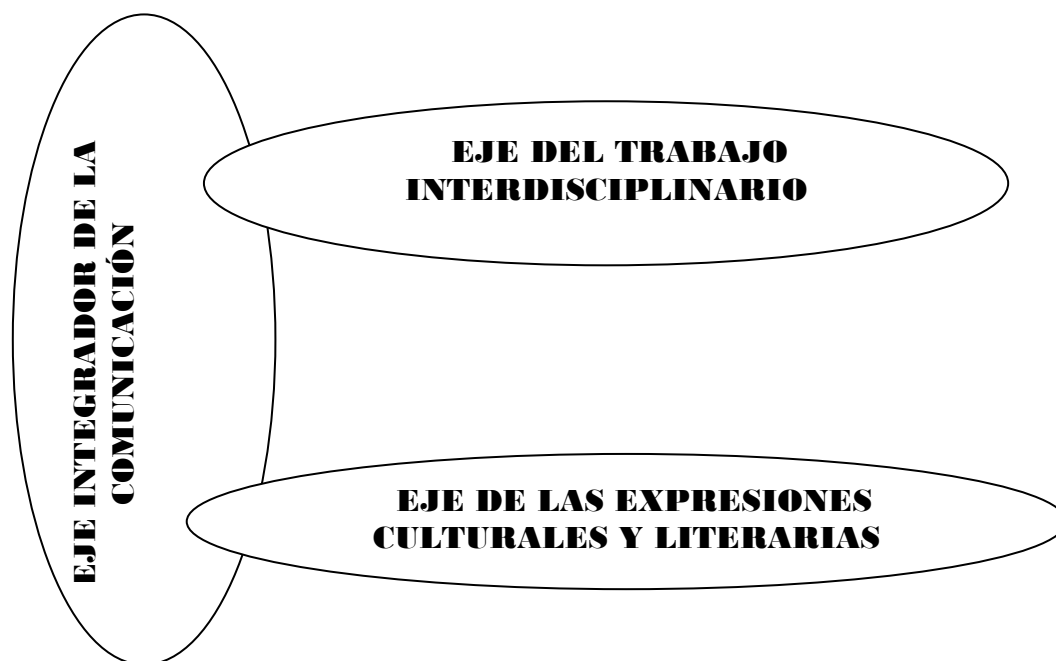 EJE INTEGRADOR DE LA
COMUNICACIÓN
EJE DEL TRABAJO
INTERDISCIPLINARIO
EJE DE LAS EXPRESIONES
CULTURALES Y LITERARIAS